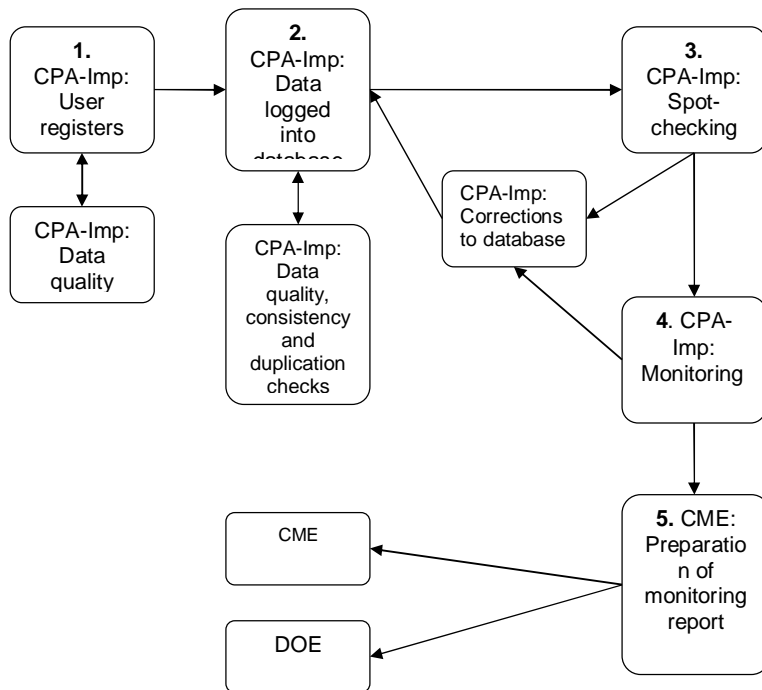 1.
CPA-Imp:
User
registers
2.
CPA-Imp:
Data
logged
into
database
3.
CPA-Imp:
Spot-
checking
CPA-Imp:
Data
quality
CPA-Imp:
Data
quality,
consistency
and
duplication
checks
CPA-Imp:
Corrections
to database
4. CPA-
Imp:
Monitoring
5. CME:
Preparatio
n of
monitoring
report
CME
DOE